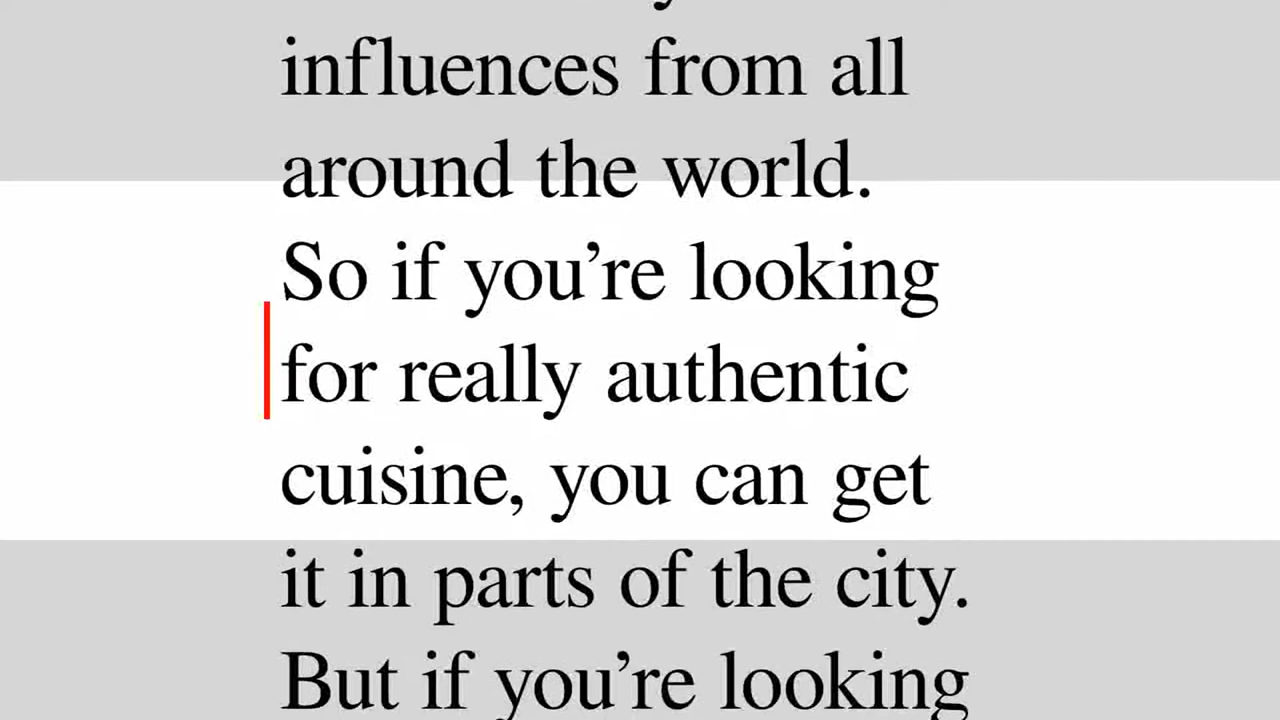 influences from all
around the world.
So if you’re looking
for really authentic
cuisine, you can get
it in parts of the city.
But if you’re looking